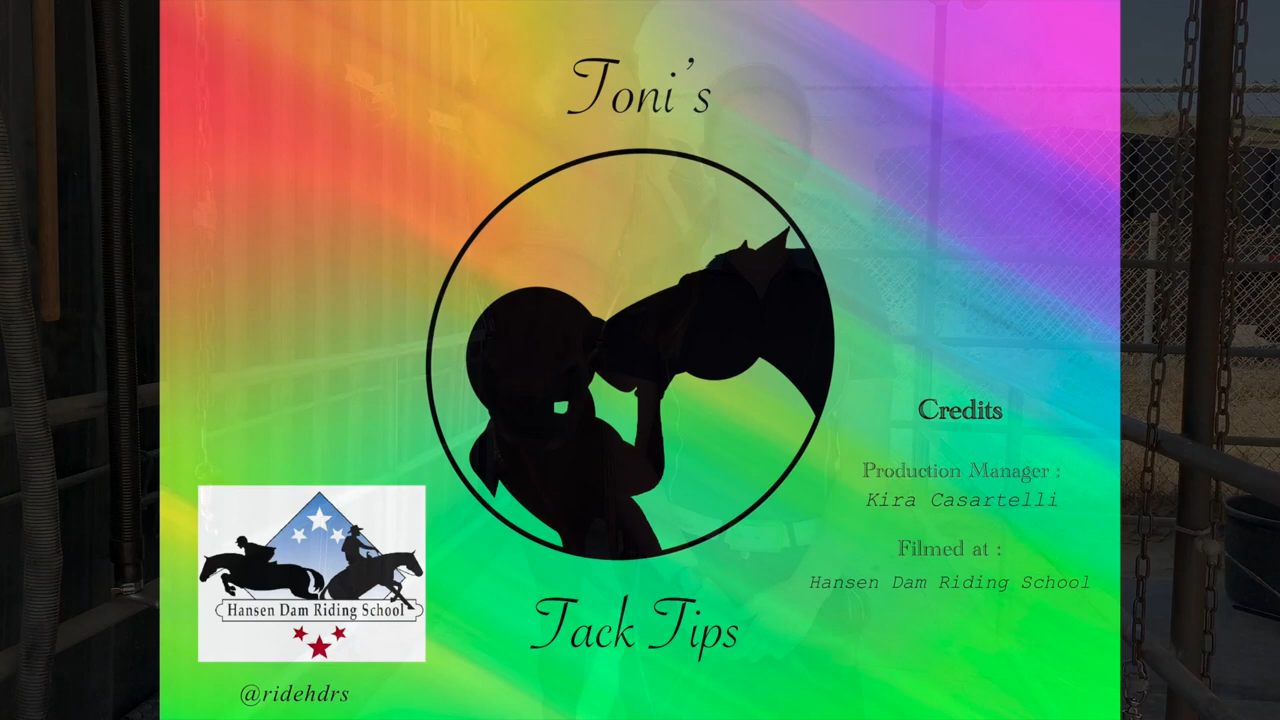 Toni's
Credits
Production Manager :
Kira Casartelli
Filmed at :
Hansen Dam Riding School
Hansen Dam Riding School
Tack Tips
@ridehdrs